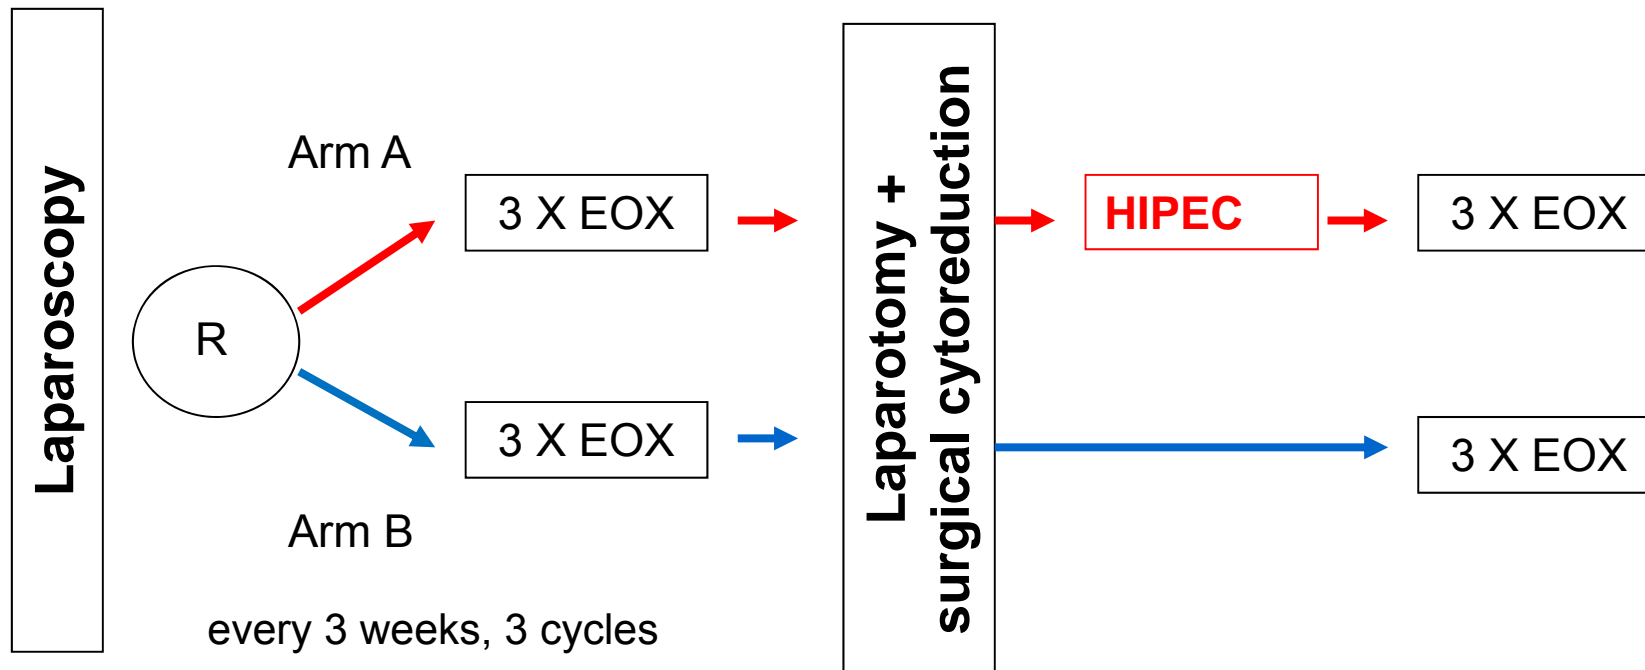 Laparoscopy
R
Arm A
3 X EOX
Arm B
3 X EOX
every 3 weeks, 3 cycles
Laparotomy +
surgical cytoreduction
HIPEC
3 X EOX
3 X EOX